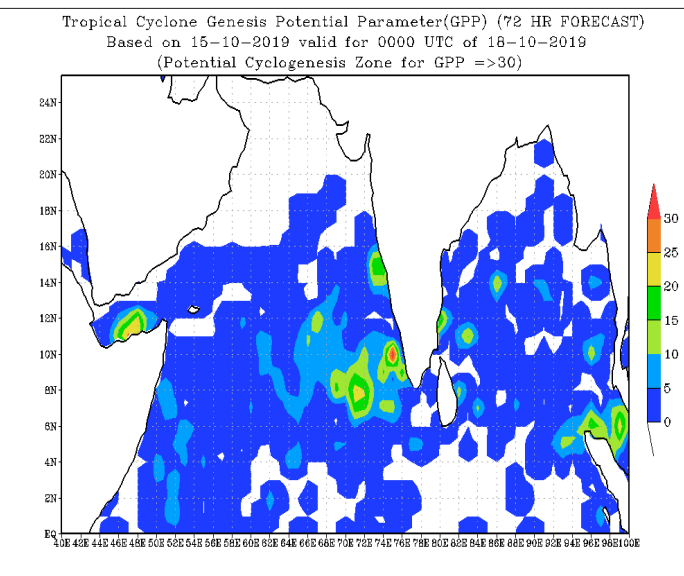 Tropical Cyclone Genesis Potential Parameter(GPP) (72 HR FORECAST)
Based on 15-10-2019 valid for 0000 UTC of 18-10-2019
(Potential Cyclogenesis Zone for GPP =>30)
24N
22N
20N
18N
16N
14N
12N
10N
8N
6N
4N
2N
EQ
40E 42E 44E 46E 48E 50E 52E 54E 56E 58E 60E 62E 64E 66E 68E 70E 72E 74E 76E 78E 80E 82E 84E 86E 88E 90E 92E 94E 96E 98E 100E
30
25
20
15
10
5
0